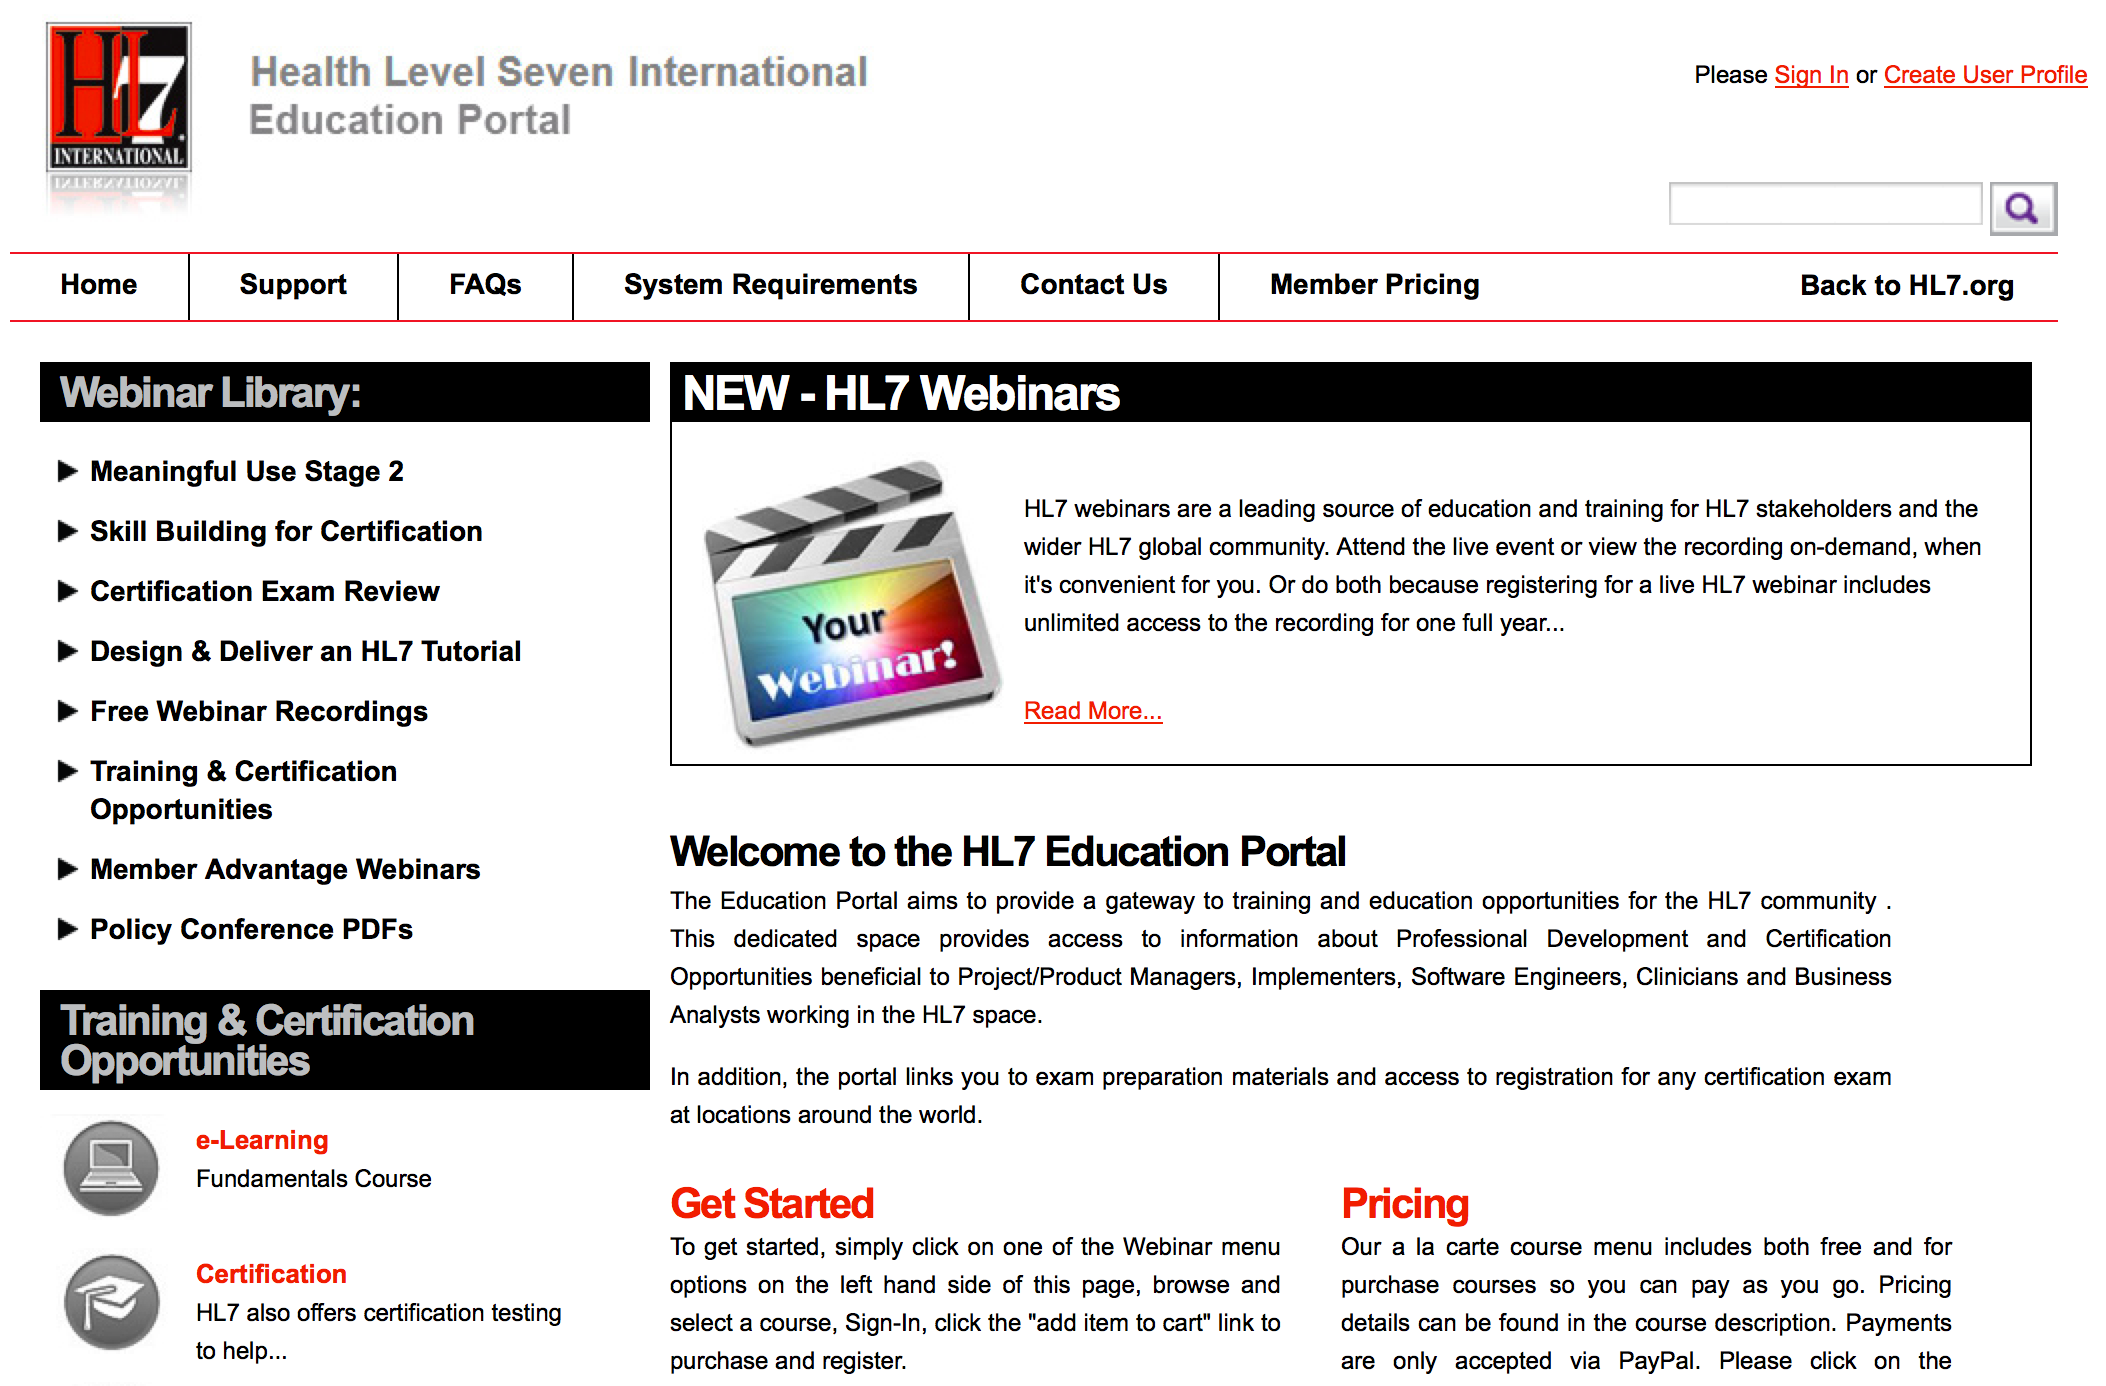 HL7
INTERNATIONAL
Health Level Seven International
Education Portal
Please Sign In or Create User Profile
Home
Support
FAQs
System Requirements
Contact Us
Member Pricing
Back to HL7.org
Webinar Library:
Meaningful Use Stage 2
Skill Building for Certification
Certification Exam Review
Design & Deliver an HL7 Tutorial
Free Webinar Recordings
Training & Certification
Opportunities
Member Advantage Webinars
Policy Conference PDFs
Training & Certification
Opportunities
e-Learning
Fundamentals Course
Certification
HL7 also offers certification testing
to help...
NEW - HL7 Webinars
Your
Webinar!
HL7 webinars are a leading source of education and training for HL7 stakeholders and the
wider HL7 global community. Attend the live event or view the recording on-demand, when
it's convenient for you. Or do both because registering for a live HL7 webinar includes
unlimited access to the recording for one full year...
Read More...
Welcome to the HL7 Education Portal
The Education Portal aims to provide a gateway to training and education opportunities for the HL7 community .
This dedicated space provides access to information about Professional Development and Certification
Opportunities beneficial to Project/Product Managers, Implementers, Software Engineers, Clinicians and Business
Analysts working in the HL7 space.
In addition, the portal links you to exam preparation materials and access to registration for any certification exam
at locations around the world.
Get Started
To get started, simply click on one of the Webinar menu
options on the left hand side of this page, browse and
select a course, Sign-In, click the "add item to cart" link to
purchase and register.
Pricing
Our a la carte course menu includes both free and for
purchase courses so you can pay as you go. Pricing
details can be found in the course description. Payments
are only accepted via PayPal. Please click on the